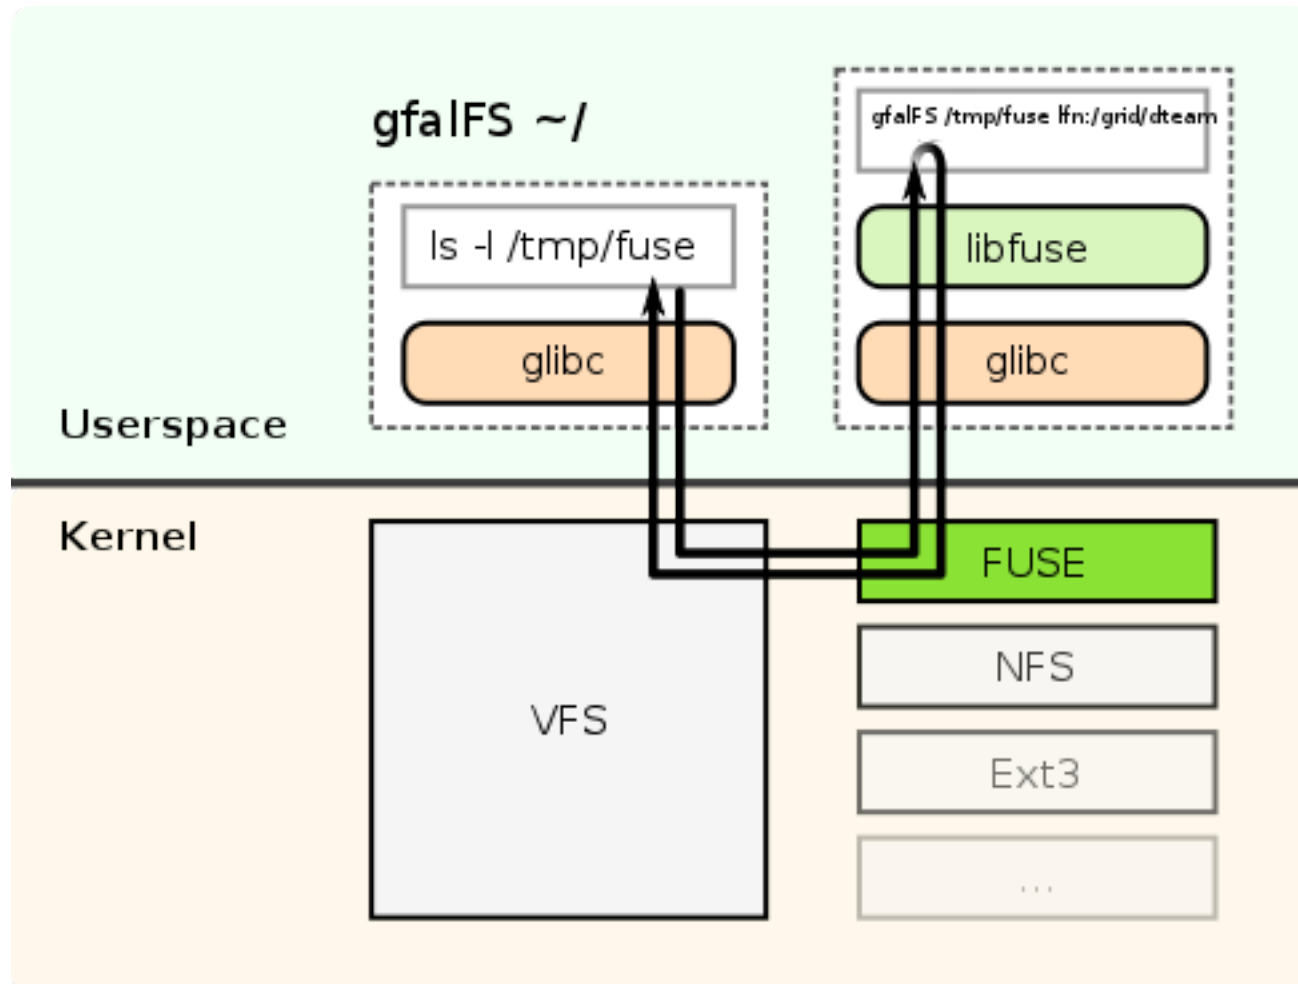 gfalFS ~/
gfalFS /tmp/fuse lfn:/grid/dteam
ls -l /tmp/fuse
libfuse
glibc
glibc
Userspace
Kernel
FUSE
NFS
VFS
Ext3
...